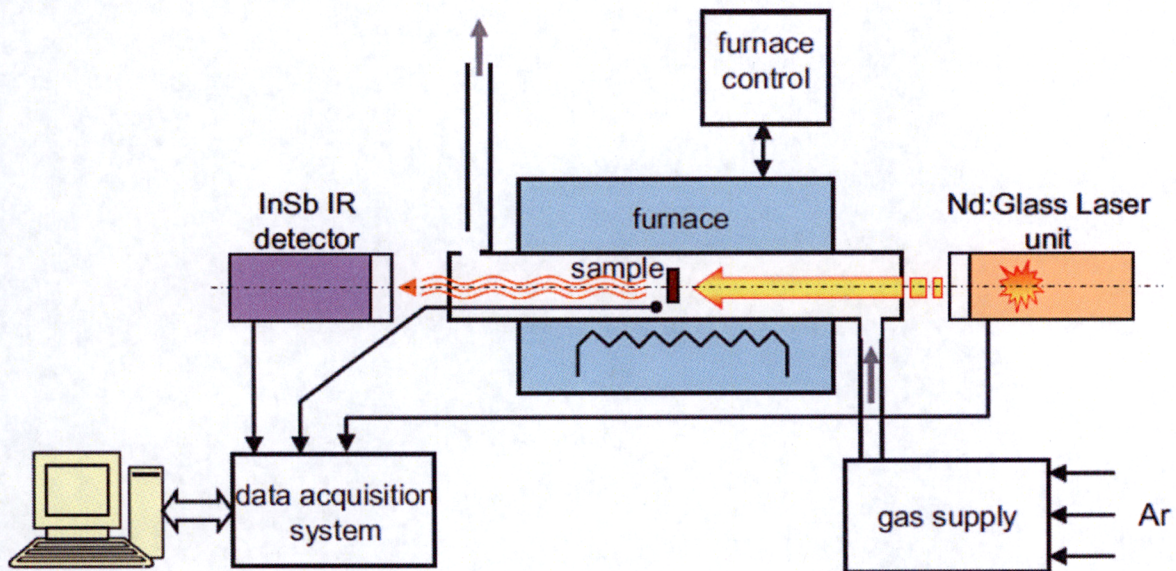 furnace
control
InSb IR
detector
furnace
Nd:Glass Laser
unit
sample
data acquisition
system
gas supply
Ar